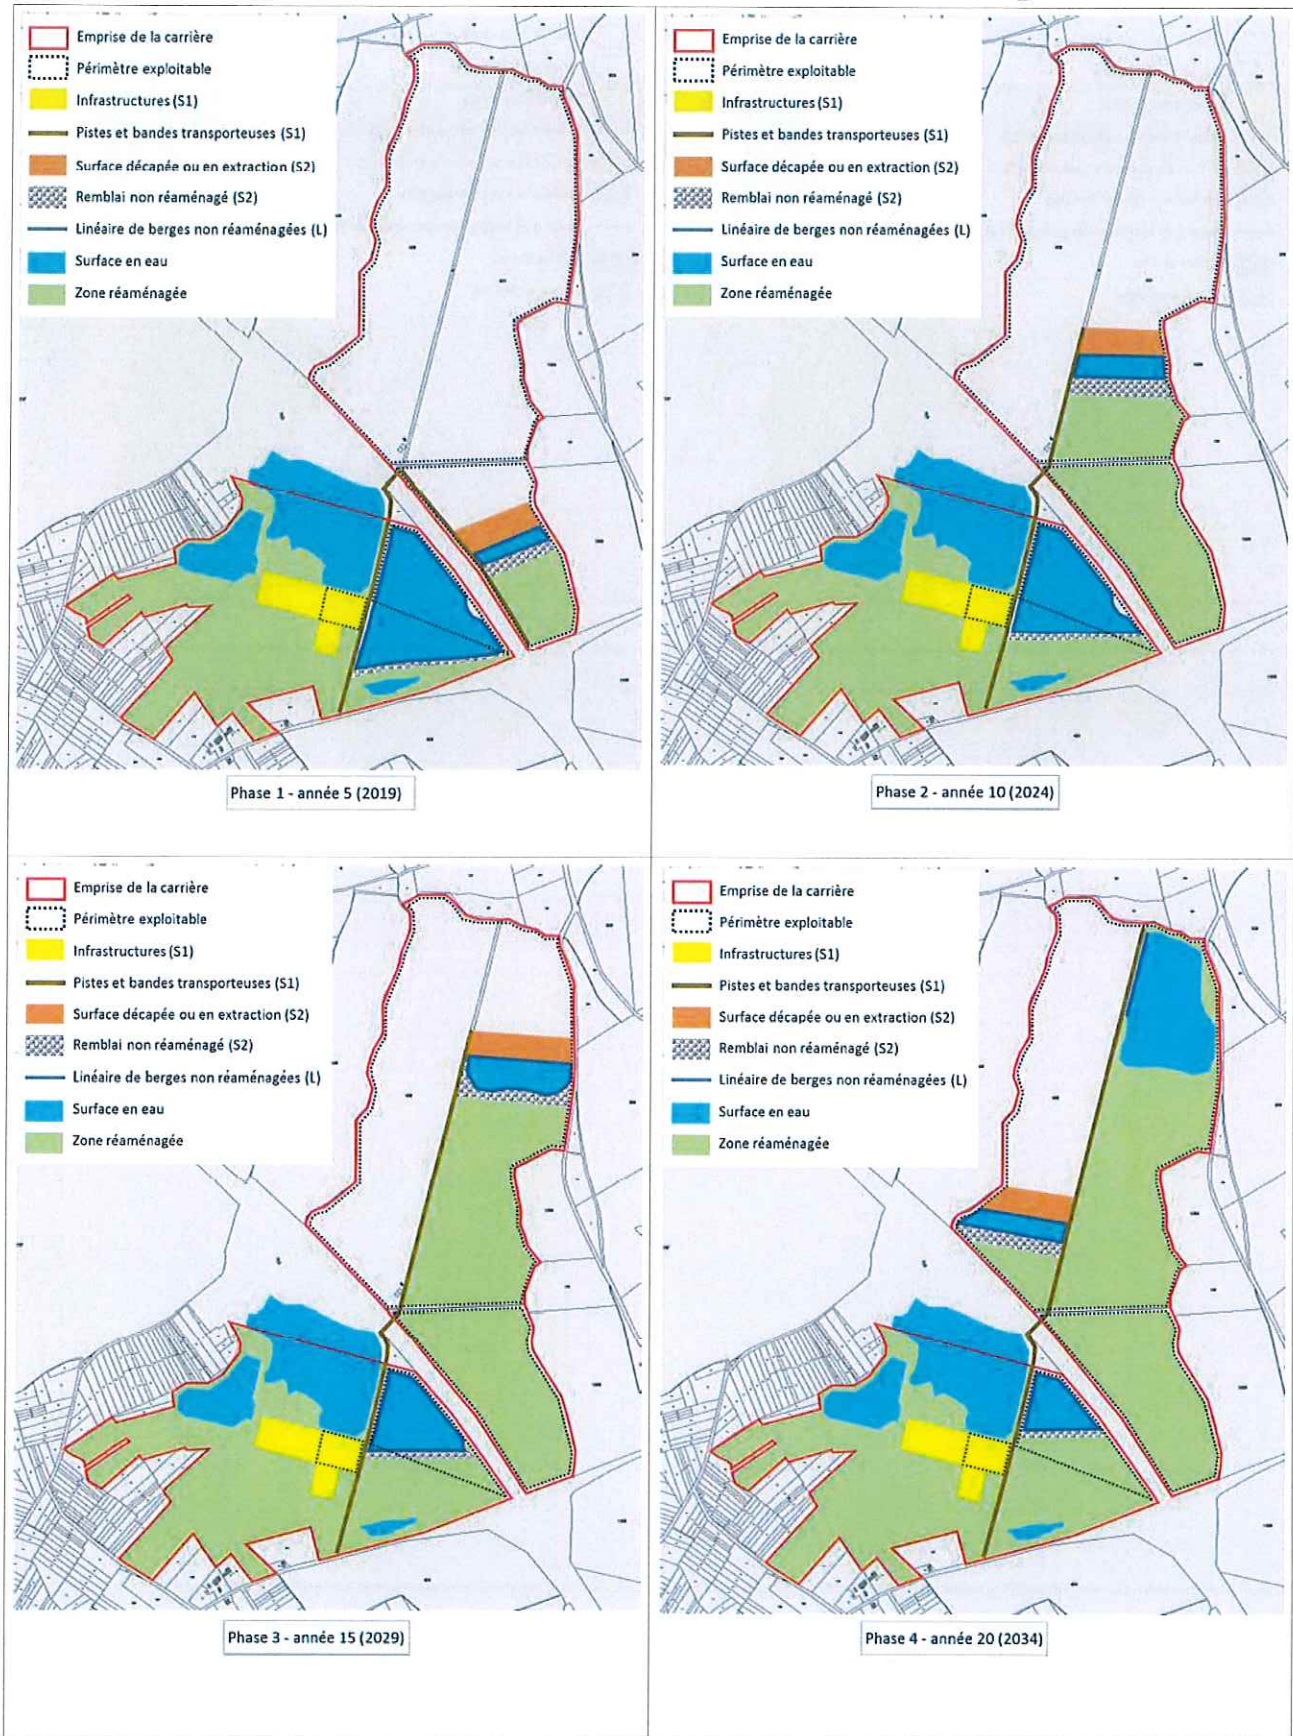 Emprise de la carrière
Périmètre exploitable
Infrastructures (S1)
Pistes et bandes transporteuses (S1)
Surface décapée ou en extraction (S2)
Remblai non réaménagé (S2)
Linéaire de berges non réaménagées (L)
Surface en eau
Zone réaménagée
Phase 1 - année 5 (2019)
Emprise de la carrière
Périmètre exploitable
Infrastructures (S1)
Pistes et bandes transporteuses (S1)
Surface décapée ou en extraction (S2)
Remblai non réaménagé (S2)
Linéaire de berges non réaménagées (L)
Surface en eau
Zone réaménagée
Phase 2 - année 10 (2024)
Emprise de la carrière
Périmètre exploitable
Infrastructures (S1)
Pistes et bandes transporteuses (S1)
Surface décapée ou en extraction (S2)
Remblai non réaménagé (S2)
Linéaire de berges non réaménagées (L)
Surface en eau
Zone réaménagée
Phase 3 - année 15 (2029)
Emprise de la carrière
Périmètre exploitable
Infrastructures (S1)
Pistes et bandes transporteuses (S1)
Surface décapée ou en extraction (S2)
Remblai non réaménagé (S2)
Linéaire de berges non réaménagées (L)
Surface en eau
Zone réaménagée
Phase 4 - année 20 (2034)